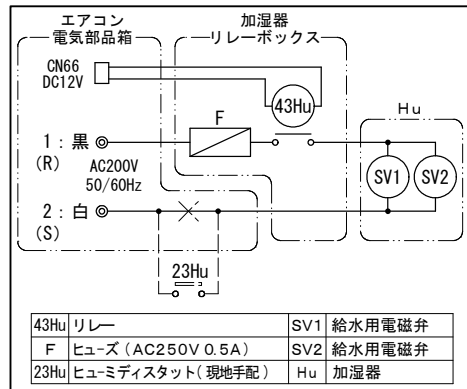 エアコン
電気部品箱
加湿器
リレーボックス
CN66
DC12V
43Hu
F
Hu
1：黒
(R)
AC200V
50/60Hz
SV1
SV2
2：白
(S)
23Hu
43Hu リレー SV1 給水用電磁弁
F ヒューズ（AC250V 0.5A） SV2 給水用電磁弁
23Hu ヒューミディスタット（現地手配） Hu 加湿器